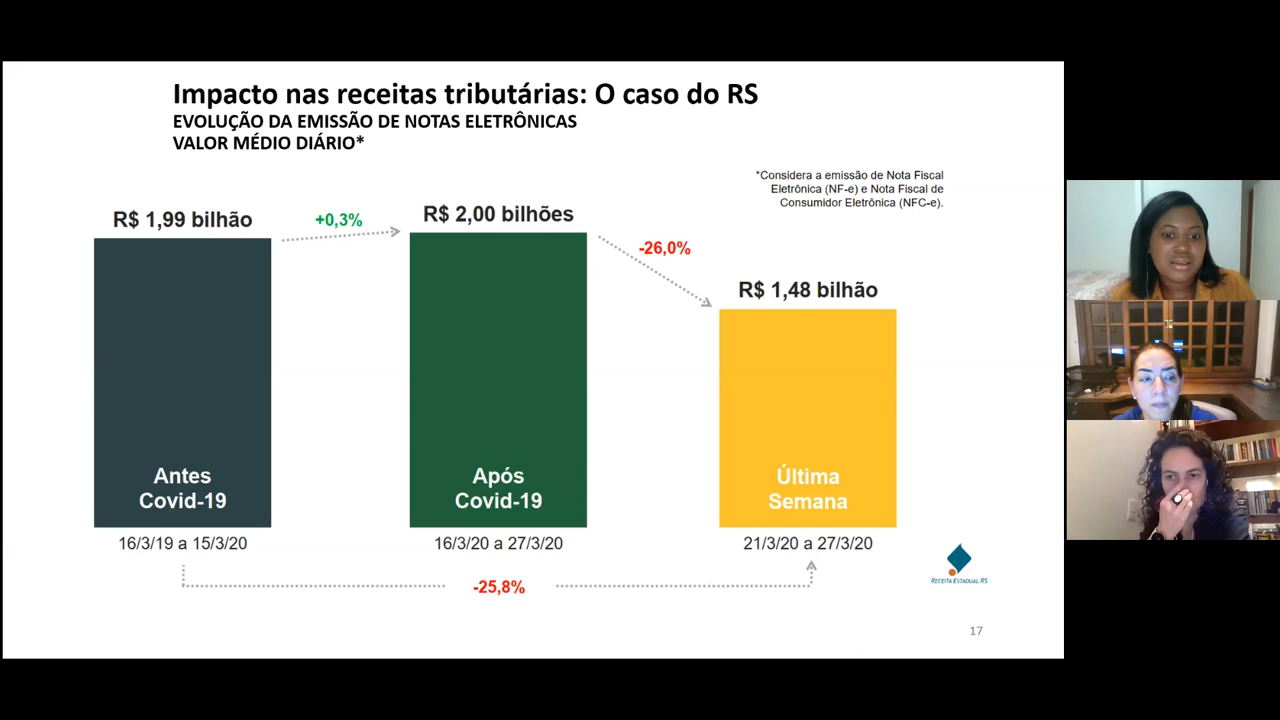 Impacto nas receitas tributárias: O caso do RS
EVOLUÇÃO DA EMISSÃO DE NOTAS ELETRÔNICAS
VALOR MÉDIO DIÁRIO*
*Considera a emissão de Nota Fiscal
Eletrônica (NF-e) e Nota Fiscal de
Consumidor Eletrônica (NFC-e).
R$ 1,99 bilhão
+0,3%
R$ 2,00 bilhões
-26,0%
R$ 1,48 bilhão
Antes
Covid-19
Após
Covid-19
Última
Semana
16/3/19 a 15/3/20
16/3/20 a 27/3/20
21/3/20 a 27/3/20
-25,8%
RECEITA ESTADUAL RS
17